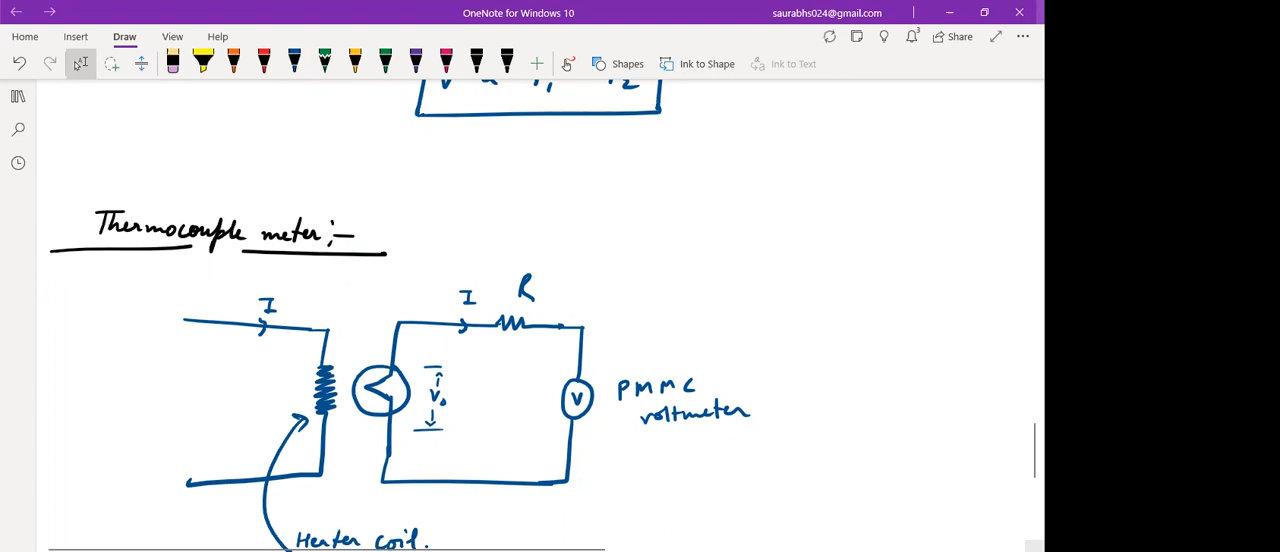 OneNote for Windows 10
saurabhs024@gmail.com
Home
Insert
Draw
View
Help
3
Share
Shapes
Ink to Shape
Ink to Text
Thermocouple meter :-
I
I
R
V₀
V
PMMC
voltmeter
Heater coil.